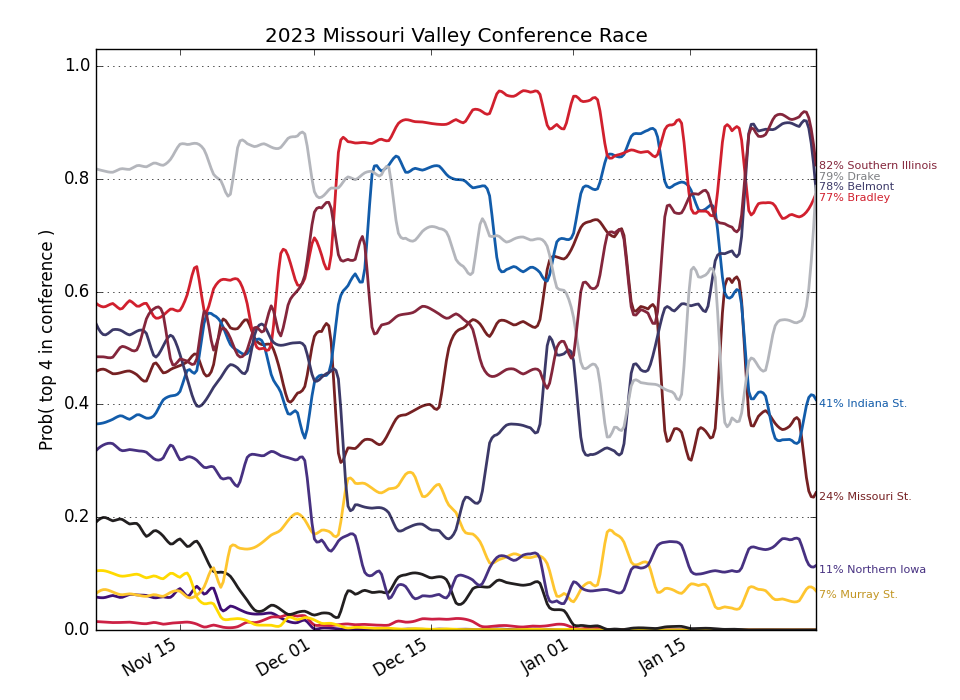 2023 Missouri Valley Conference Race
Prob( top 4 in conference )
1.0
0.8
0.6
0.4
0.2
0.0
Nov 15
Dec 01
Dec 15
Jan 01
Jan 15
82% Southern Illinois
79% Drake
78% Belmont
77% Bradley
41% Indiana St.
24% Missouri St.
11% Northern Iowa
7% Murray St.